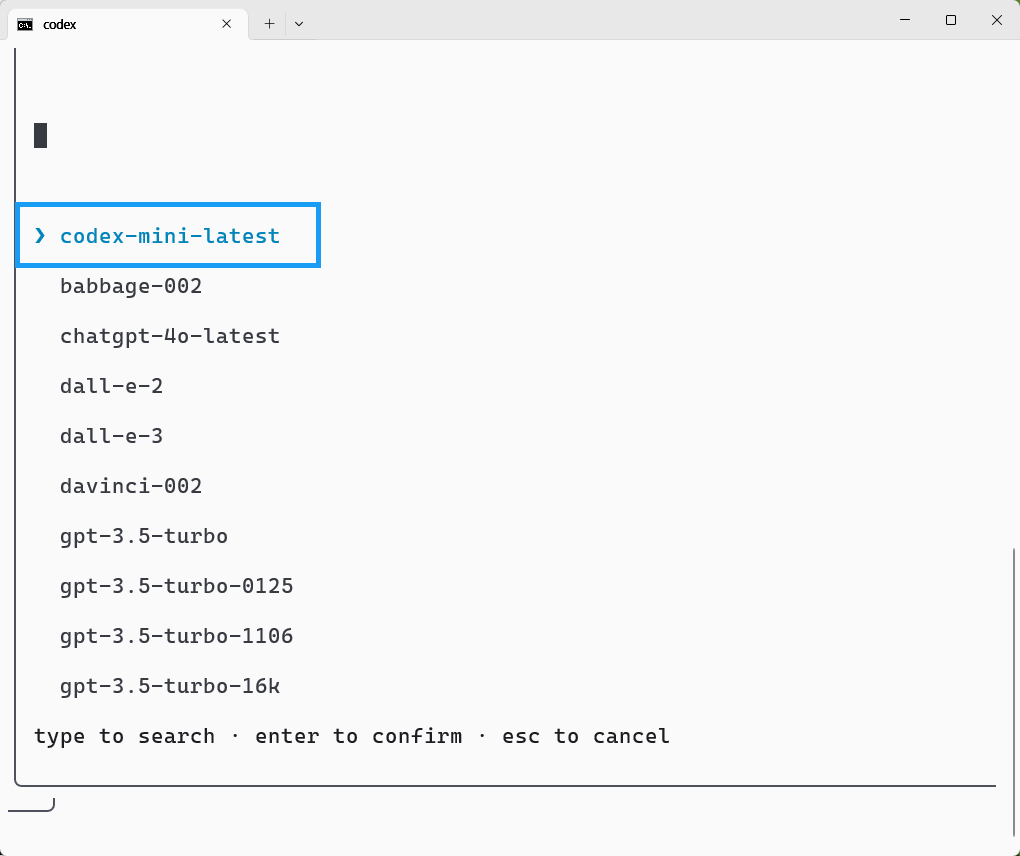 codex
❯ codex-mini-latest
babbage-002
chatgpt-4o-latest
dall-e-2
dall-e-3
davinci-002
gpt-3.5-turbo
gpt-3.5-turbo-0125
gpt-3.5-turbo-1106
gpt-3.5-turbo-16k
type to search · enter to confirm · esc to cancel